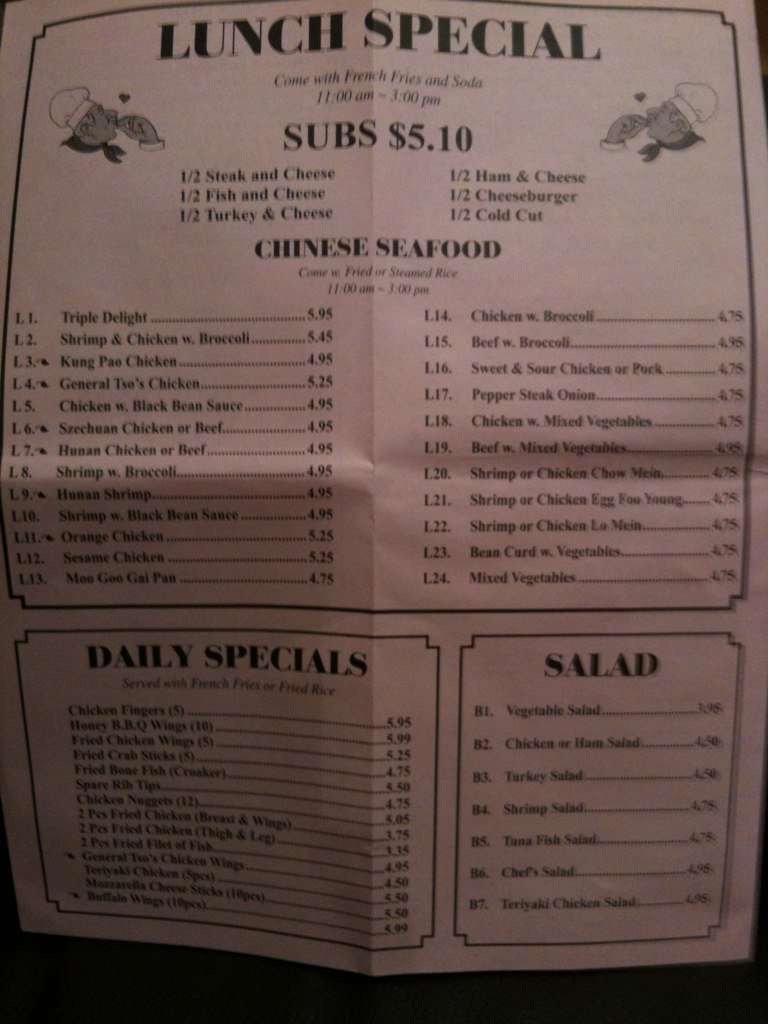 LUNCH SPECIAL
Come with French Fries and Soda
11:00 am ~ 3:00 pm
SUBS $5.10
1/2 Steak and Cheese
1/2 Fish and Cheese
1/2 Turkey & Cheese
1/2 Ham & Cheese
1/2 Cheeseburger
1/2 Cold Cut
CHINESE SEAFOOD
Come w. Fried or Steamed Rice
11:00 am ~ 3:00 pm
L 1. Triple Delight 5.95
L 2. Shrimp & Chicken w. Broccoli 5.45
L 3. Kung Pao Chicken 4.95
L 4. General Tso's Chicken 5.25
L 5. Chicken w. Black Bean Sauce 4.95
L 6. Szechuan Chicken or Beef 4.95
L 7. Hunan Chicken or Beef 4.95
L 8. Shrimp w. Broccoli 4.95
L 9. Hunan Shrimp 4.95
L10. Shrimp w. Black Bean Sauce 4.95
L11. Orange Chicken 5.25
L12. Sesame Chicken 5.25
L13. Moo Goo Gai Pan 4.75
L14. Chicken w. Broccoli 4.75
L15. Beef w. Broccoli 4.95
L16. Sweet & Sour Chicken or Pork 4.75
L17. Pepper Steak Onion 4.75
L18. Chicken w. Mixed Vegetables 4.75
L19. Beef w. Mixed Vegetables 4.95
L20. Shrimp or Chicken Chow Mein 4.75
L21. Shrimp or Chicken Egg Foo Young 4.75
L22. Shrimp or Chicken Lo Mein 4.75
L23. Bean Curd w. Vegetables 4.75
L24. Mixed Vegetables 4.75
DAILY SPECIALS
Served with French Fries or Fried Rice
Chicken Fingers (5) 5.95
Honey B.B.Q Wings (10) 5.99
Fried Chicken Wings (5) 5.25
Fried Crab Sticks (5) 4.75
Fried Bone Fish (Croaker) 5.50
Spare Rib Tips 4.75
Chicken Nuggets (12) 5.05
2 Pcs Fried Chicken (Breast & Wings) 3.75
2 Pcs Fried Chicken (Thigh & Leg) 3.35
2 Pcs Fried Filet of Fish 4.95
General Tso's Chicken Wings 4.50
Teriyaki Chicken (5pcs) 5.50
Mozzarella Cheese Sticks (10pcs) 5.50
Buffalo Wings (10pcs) 5.99
SALAD
B1. Vegetable Salad 3.95
B2. Chicken or Ham Salad 4.50
B3. Turkey Salad 4.50
B4. Shrimp Salad 4.75
B5. Tuna Fish Salad 4.75
B6. Chef's Salad 4.95
B7. Teriyaki Chicken Salad 4.95